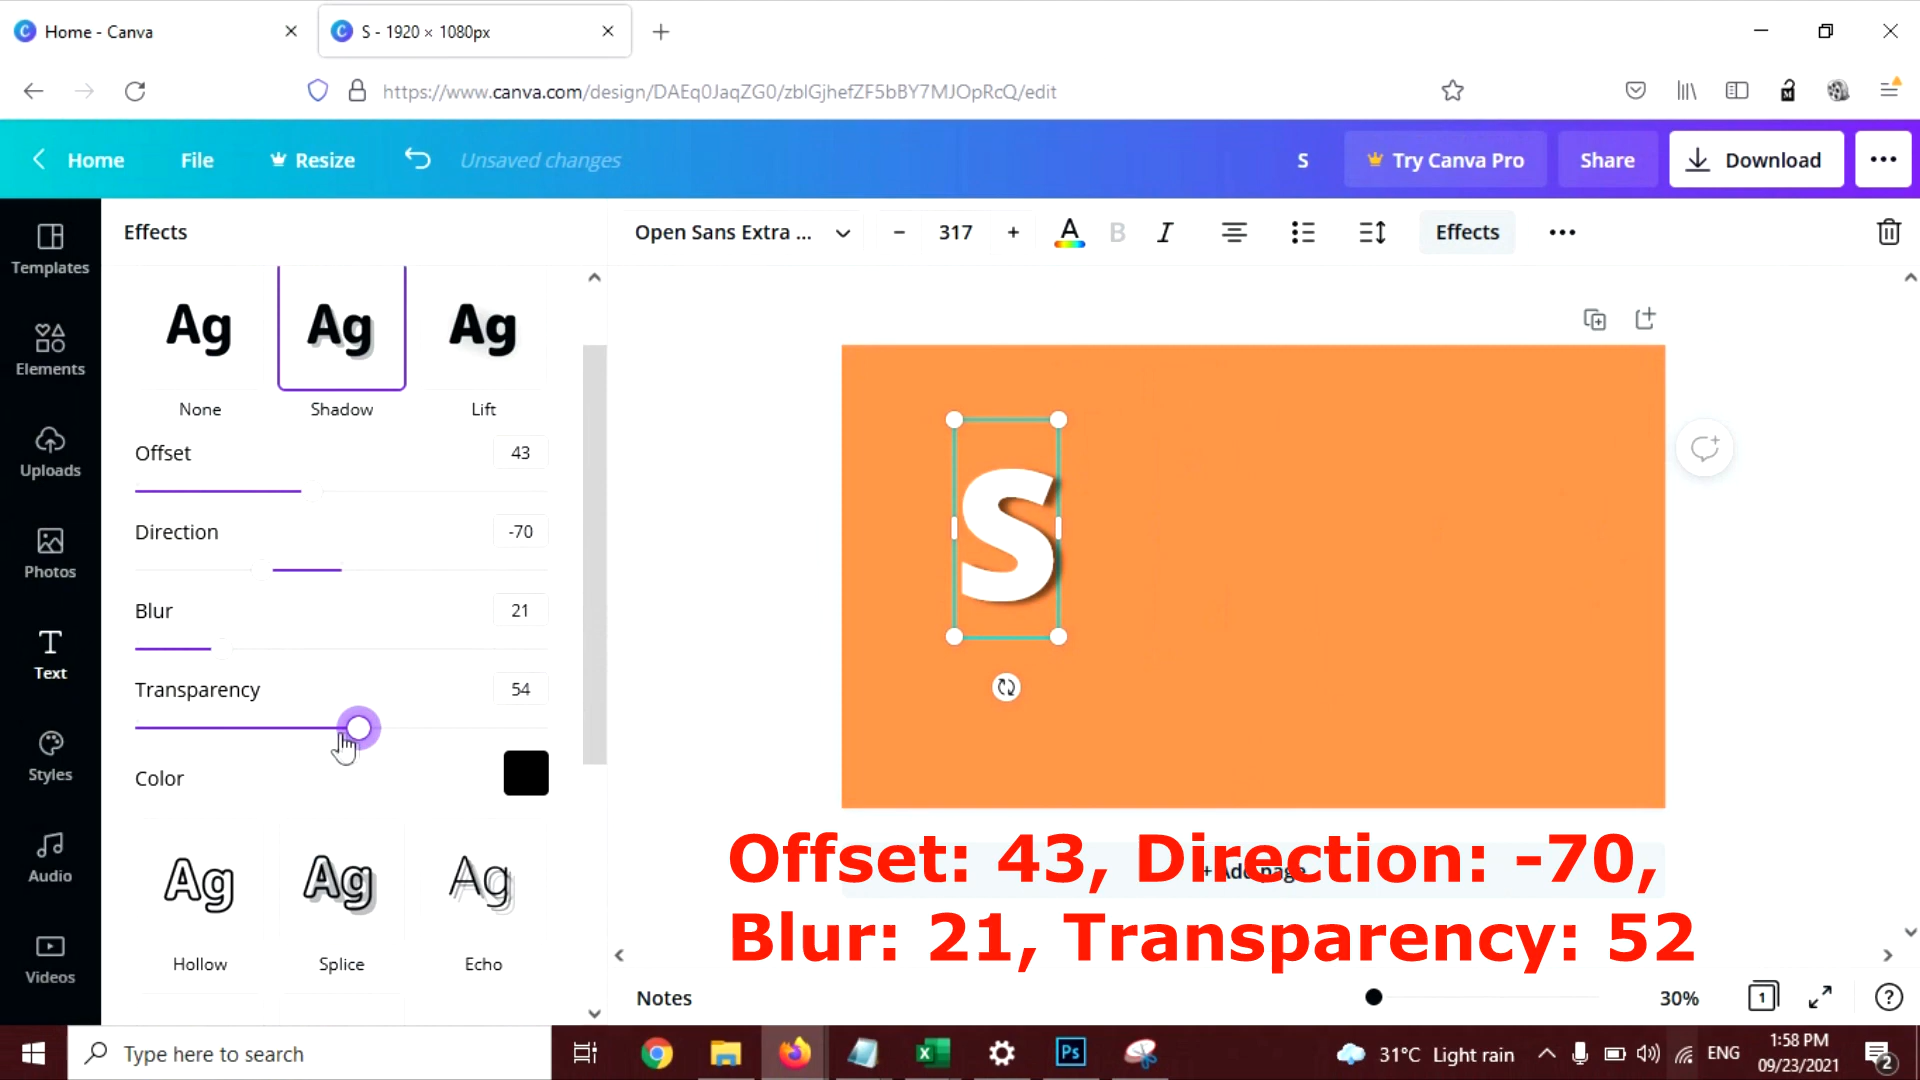 Home - Canva
S - 1920 × 1080px
https://www.canva.com/design/DAEq0JaqZG0/zblGjhefZF5bBY7MJOpRcQ/edit
Home
File
Resize
Unsaved changes
S
Try Canva Pro
Share
Download
Effects
Open Sans Extra ...
317
A
B
I
Effects
Templates
Elements
Uploads
Photos
Text
Styles
Audio
Videos
Ag
Ag
Ag
None
Shadow
Lift
Offset
43
Direction
-70
Blur
21
Transparency
54
Color
Ag
Ag
Ag
Hollow
Splice
Echo
S
+ Add page
Offset: 43, Direction: -70,
Blur: 21, Transparency: 52
Notes
30%
1
?
Type here to search
Ps
31°C Light rain
ENG
1:58 PM
09/23/2021
2